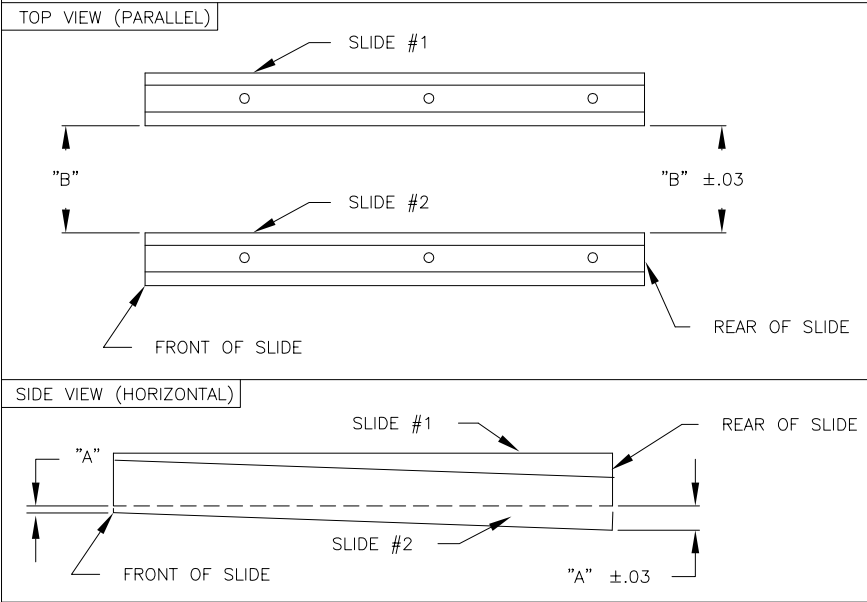 TOP VIEW (PARALLEL)
SLIDE #1
"B"
"B" ±.03
SLIDE #2
REAR OF SLIDE
FRONT OF SLIDE
SIDE VIEW (HORIZONTAL)
SLIDE #1
REAR OF SLIDE
"A"
SLIDE #2
FRONT OF SLIDE
"A" ±.03